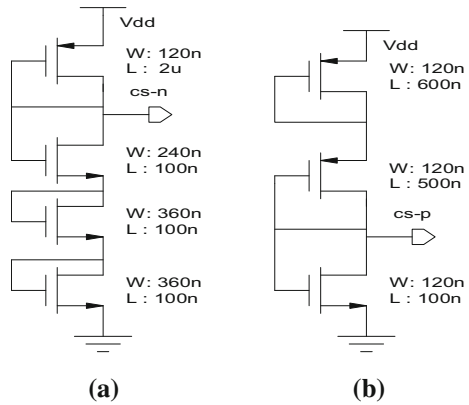 Vdd
W: 120n
L : 2u
cs-n
W: 240n
L : 100n
W: 360n
L : 100n
W: 360n
L : 100n
(a)
Vdd
W: 120n
L : 600n
W: 120n
L : 500n
cs-p
W: 120n
L : 100n
(b)